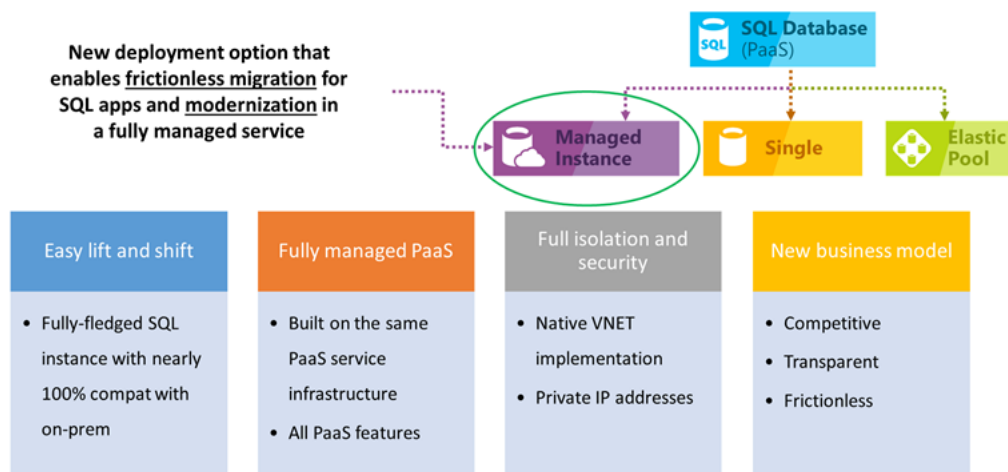 New deployment option that
enables frictionless migration for
SQL apps and modernization in
a fully managed service
SQL
SQL Database
(PaaS)
Managed
Instance
Single
Elastic
Pool
Easy lift and shift
• Fully-fledged SQL
instance with nearly
100% compat with
on-prem
Fully managed PaaS
• Built on the same
PaaS service
infrastructure
• All PaaS features
Full isolation and
security
• Native VNET
implementation
• Private IP addresses
New business model
• Competitive
• Transparent
• Frictionless